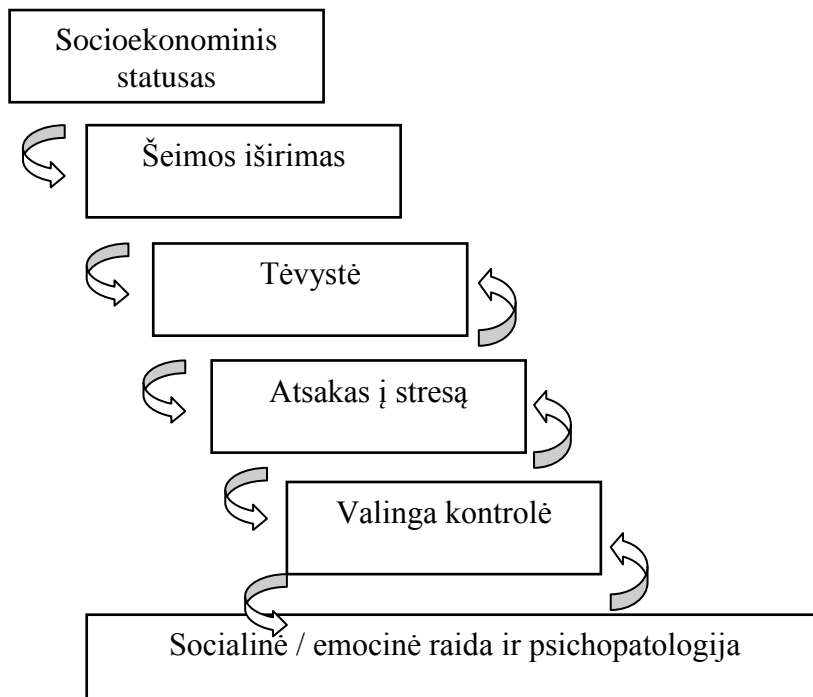 Socioekonominis
statusas
Šeimos iširimas
Tėvystė
Atsakas į stresą
Valinga kontrolė
Socialinė / emocinė raida ir psichopatologija